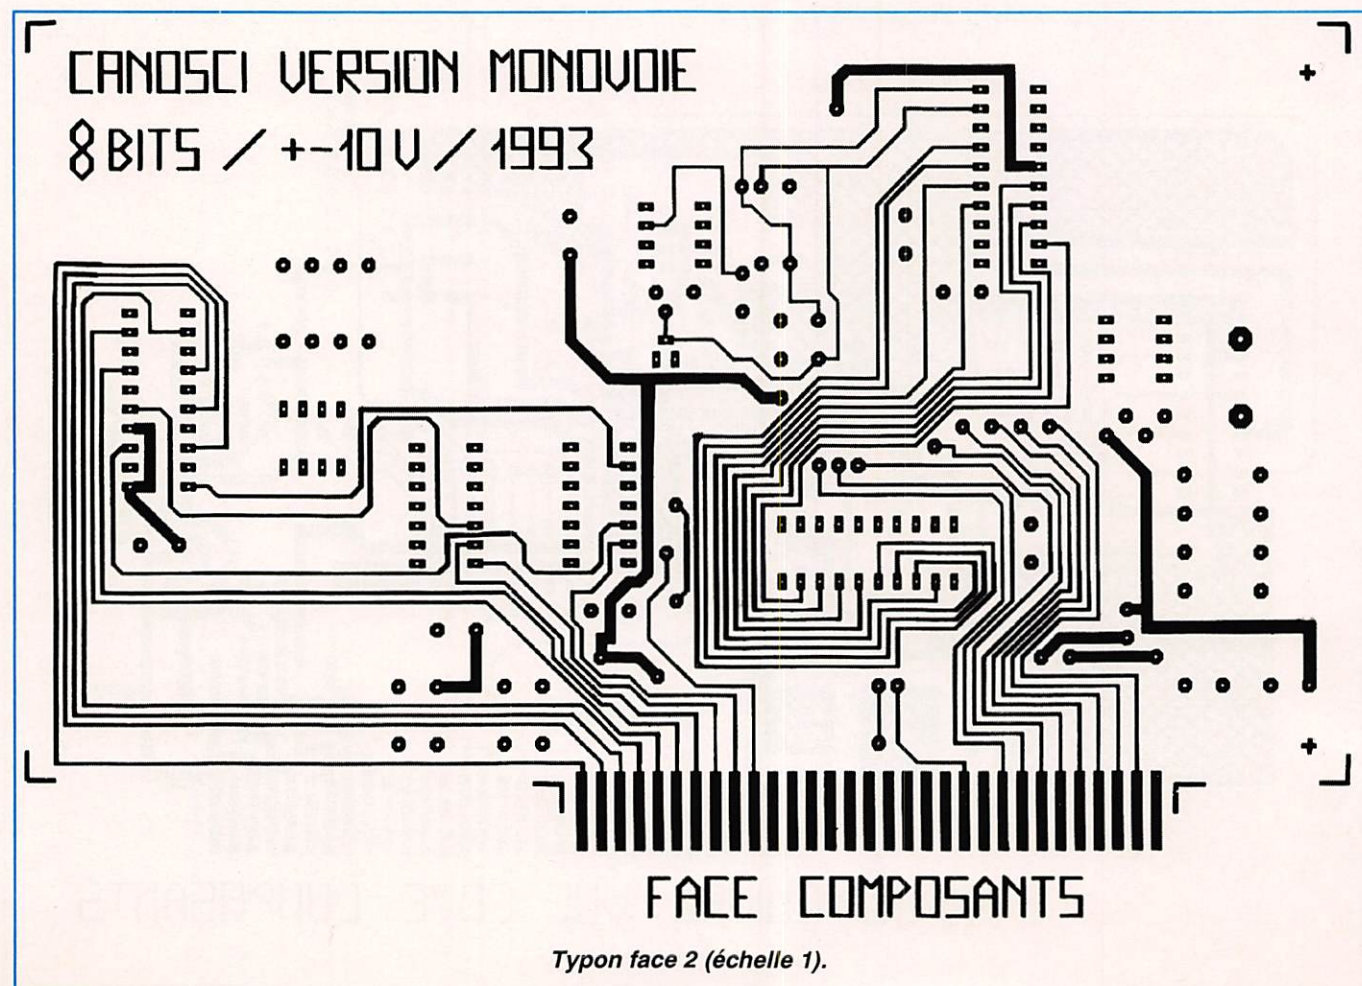 CANOSCI VERSION MONOVOIE
8 BITS / +-10 V / 1993
FACE COMPOSANTS
Typon face 2 (échelle 1).